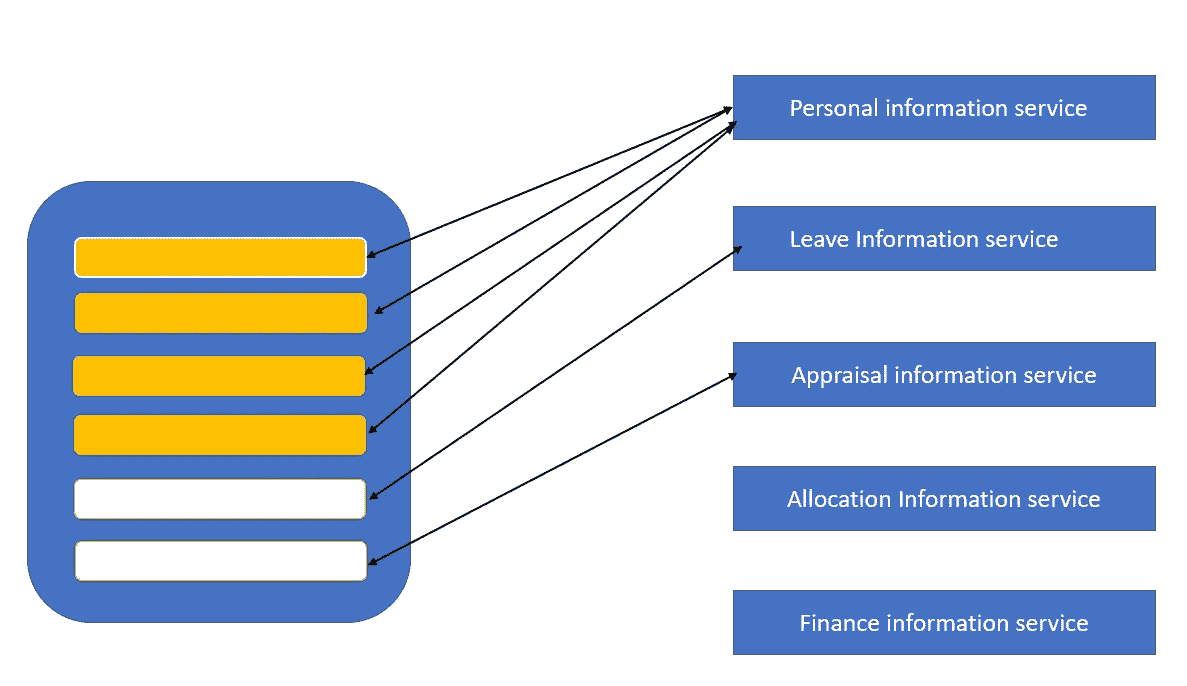 Personal information service
Leave Information service
Appraisal information service
Allocation Information service
Finance information service